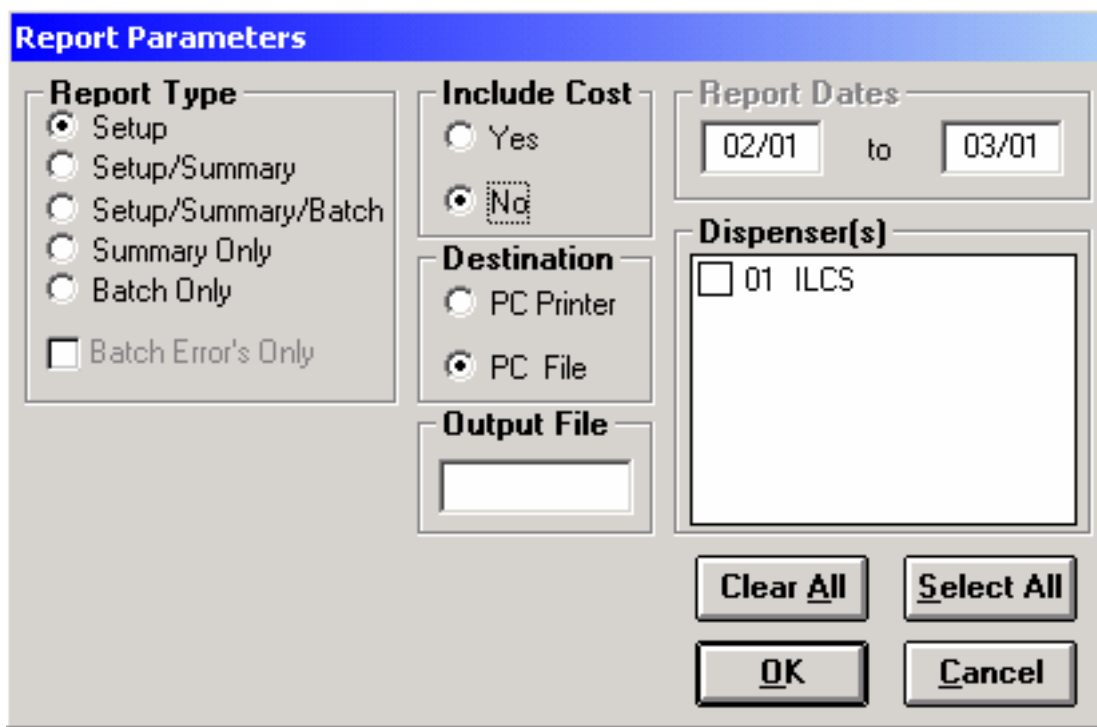 Report Parameters
Report Type
Setup
Setup/Summary
Setup/Summary/Batch
Summary Only
Batch Only
Batch Error's Only
Include Cost
Yes
No
Destination
PC Printer
PC File
Output File
Report Dates
02/01 to 03/01
Dispenser(s)
01 ILCS
Clear All Select All
OK Cancel